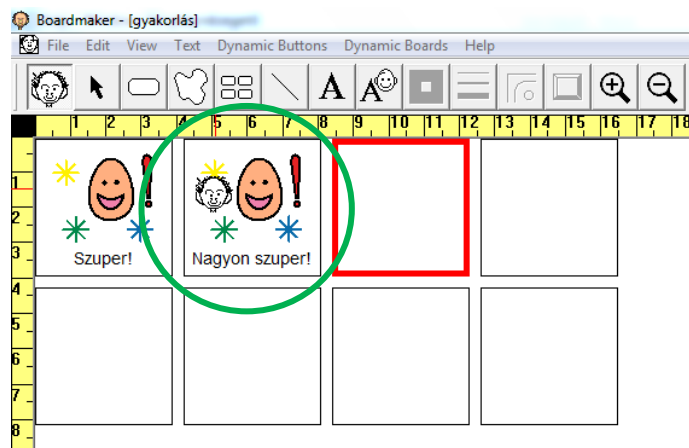 Boardmaker - [gyakorlás]
File Edit View Text Dynamic Buttons Dynamic Boards Help
A A
1 2 3 4 5 6 7 8 9 10 11 12 13 14 15 16 17 18
1
2
3
4
5
6
7
8
Szuper! Nagyon szuper!